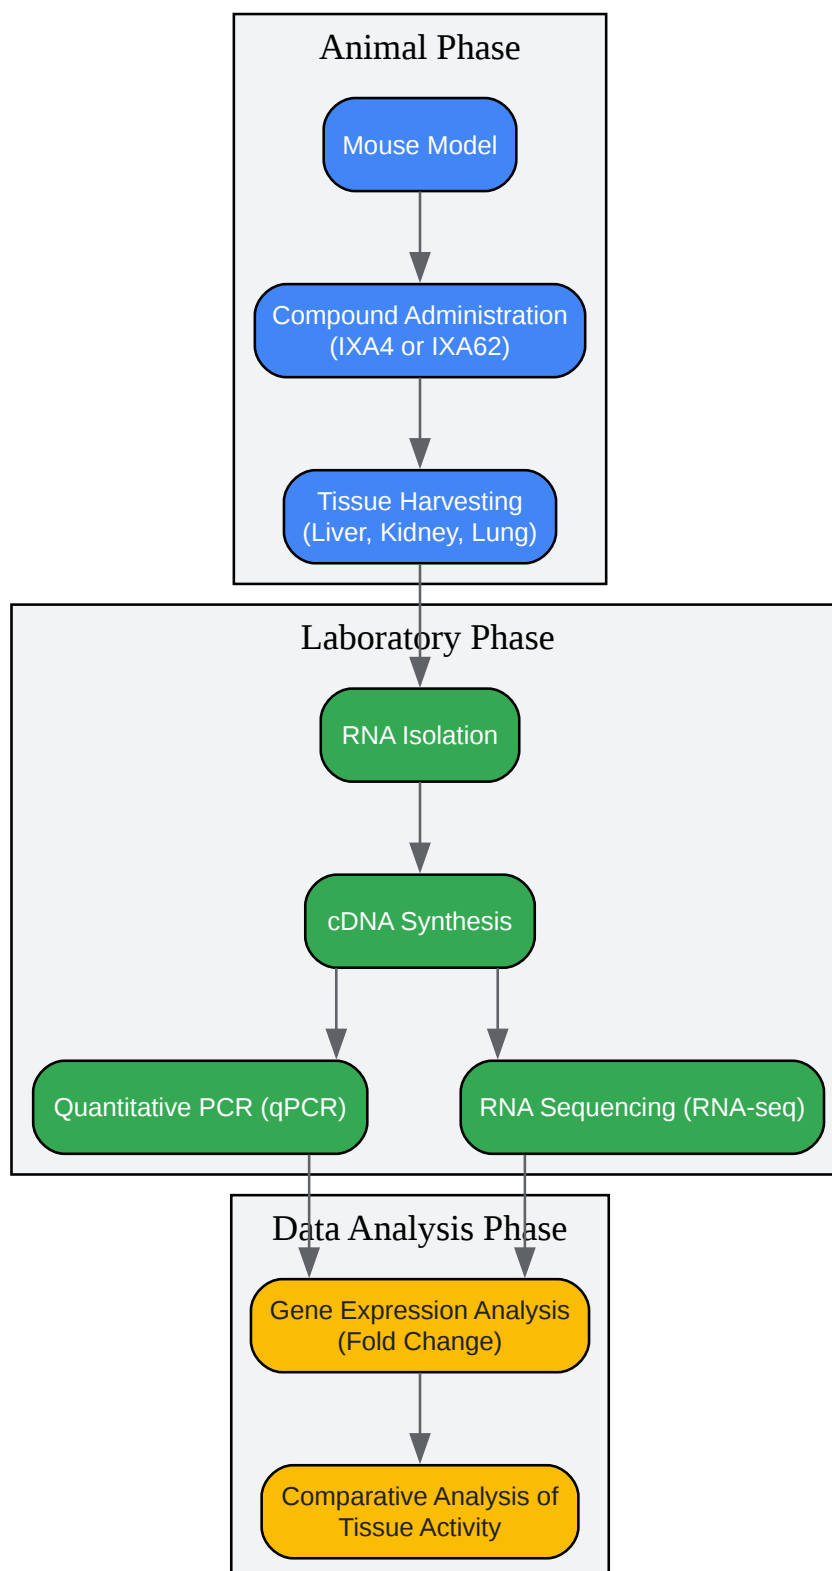 Animal Phase
Mouse Model
Compound Administration
(IXA4 or IXA62)
Tissue Harvesting
(Liver, Kidney, Lung)
Laboratory Phase
RNA Isolation
cDNA Synthesis
Quantitative PCR (qPCR)
RNA Sequencing (RNA-seq)
Data Analysis Phase
Gene Expression Analysis
(Fold Change)
Comparative Analysis of
Tissue Activity